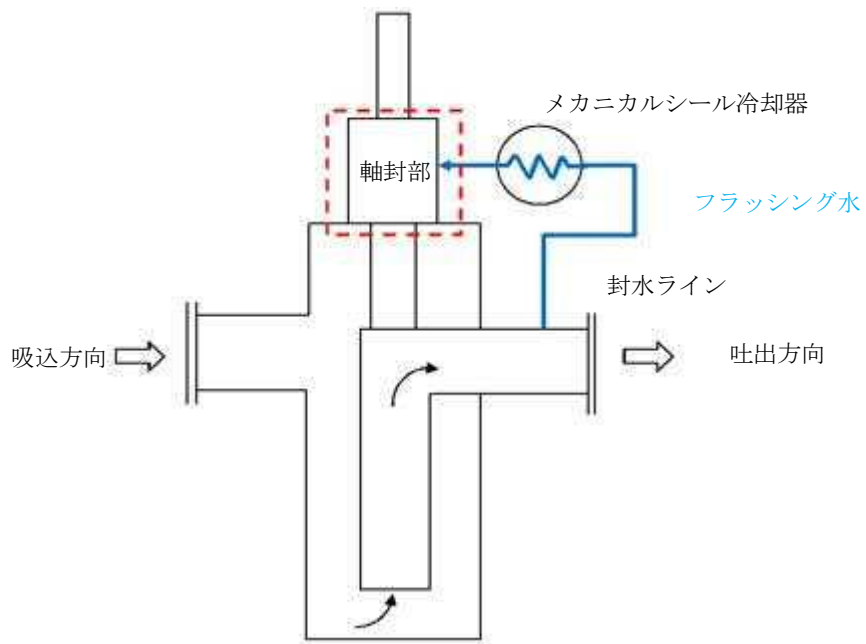 メカニカルシール冷却器
軸封部
フラッシング水
封水ライン
吸込方向
吐出方向